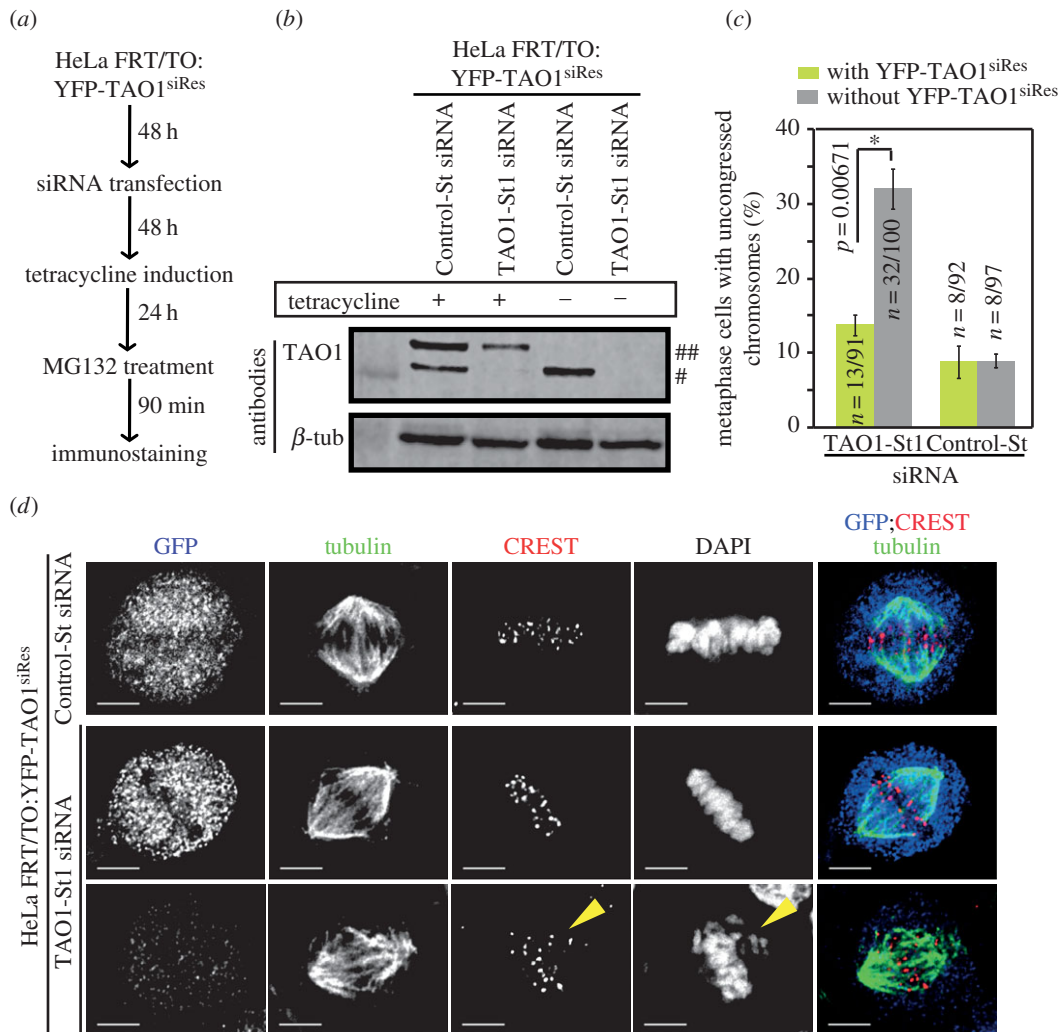 (a)
HeLa FRT/TO:
YFP-TAO1siRes
48 h
siRNA transfection
48 h
tetracycline induction
24 h
MG132 treatment
90 min
immunostaining
(b)
HeLa FRT/TO:
YFP-TAO1siRes
Control-St siRNA
TAO1-St1 siRNA
Control-St siRNA
TAO1-St1 siRNA
tetracycline + + – –
antibodies
TAO1
##
#
β-tub
(c)
with YFP-TAO1siRes
without YFP-TAO1siRes
metaphase cells with uncongressed
chromosomes (%)
40
30
20
10
0
p = 0.00671
*
n = 13/91
n = 32/100
n = 8/92
n = 8/97
TAO1-St1 Control-St
siRNA
(d)
GFP
tubulin
CREST
DAPI
GFP;CREST
tubulin
HeLa FRT/TO:YFP-TAO1siRes
Control-St siRNA
TAO1-St1 siRNA